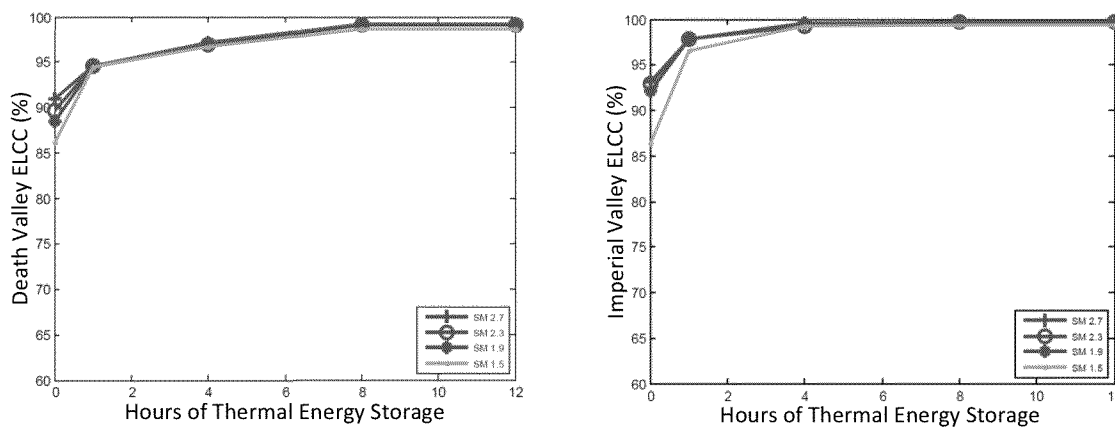 100
95
90
85
80
75
70
65
60
0
2
4
6
8
10
12
Death Valley ELCC (%)
Hours of Thermal Energy Storage
SM 2.7
SM 2.3
SM 1.9
SM 1.5
100
95
90
85
80
75
70
65
60
0
2
4
6
8
10
Imperial Valley ELCC (%)
Hours of Thermal Energy Storage
SM 2.7
SM 2.3
SM 1.9
SM 1.5